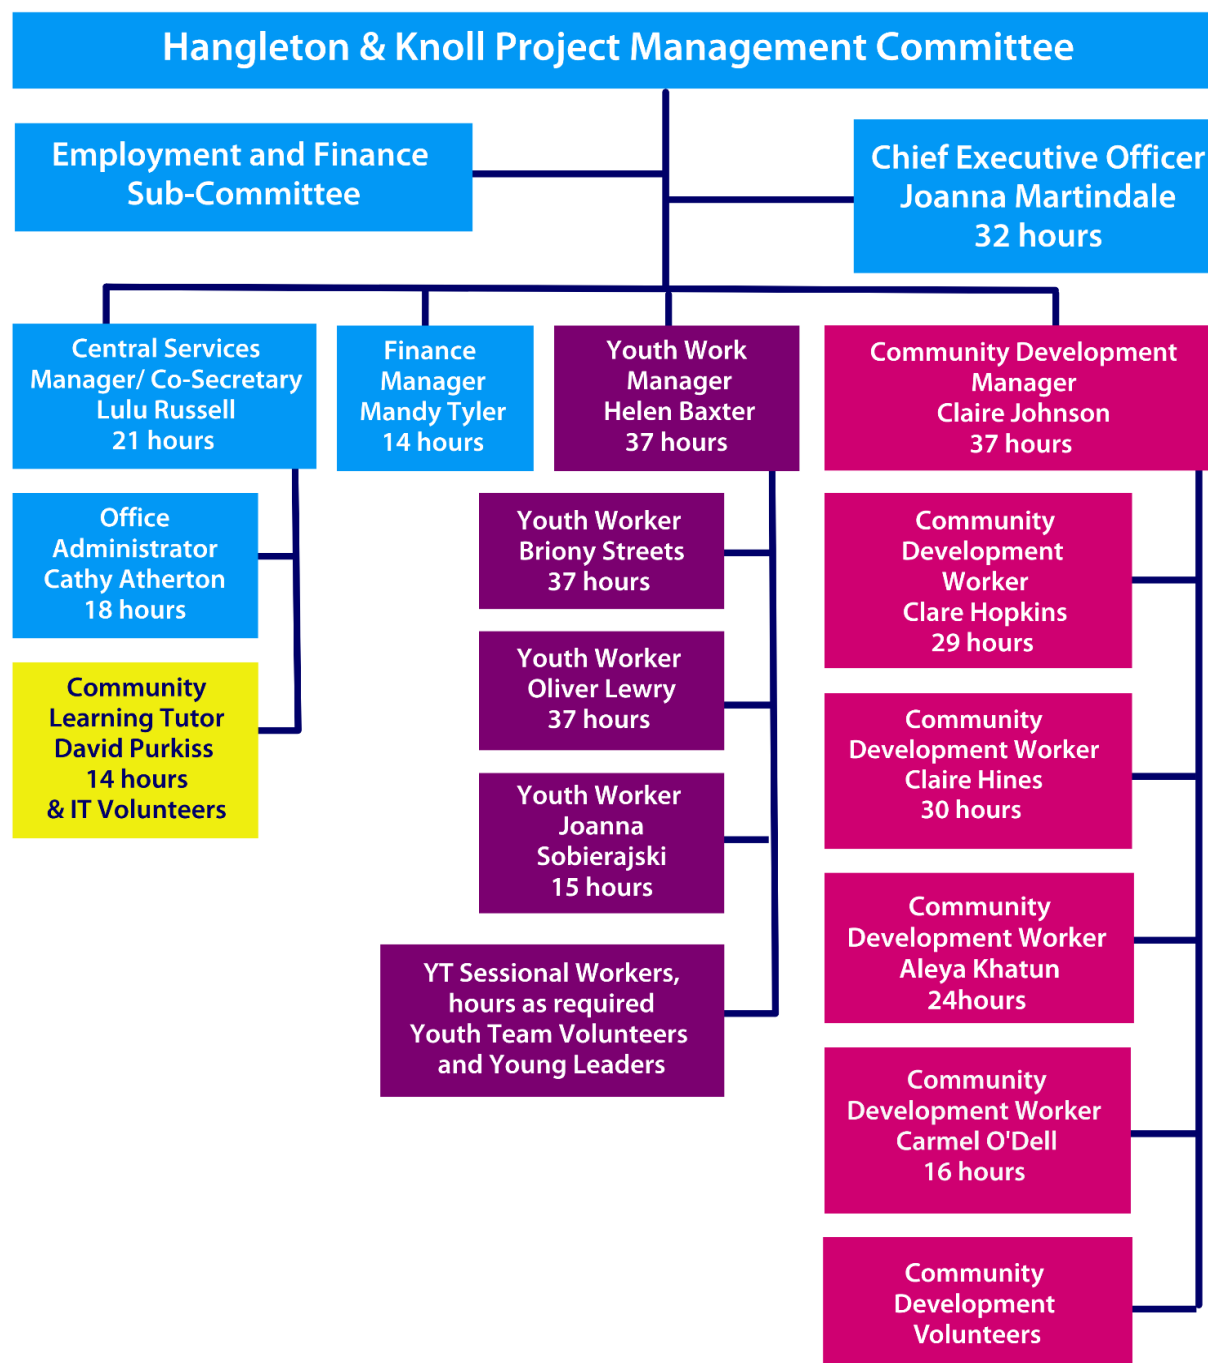 Hangleton & Knoll Project Management Committee
Employment and Finance
Sub-Committee
Chief Executive Officer
Joanna Martindale
32 hours
Central Services
Manager/ Co-Secretary
Lulu Russell
21 hours
Finance
Manager
Mandy Tyler
14 hours
Youth Work
Manager
Helen Baxter
37 hours
Community Development
Manager
Claire Johnson
37 hours
Office
Administrator
Cathy Atherton
18 hours
Community
Learning Tutor
David Purkiss
14 hours
& IT Volunteers
Youth Worker
Briony Streets
37 hours
Youth Worker
Oliver Lewry
37 hours
Youth Worker
Joanna
Sobierajski
15 hours
YT Sessional Workers,
hours as required
Youth Team Volunteers
and Young Leaders
Community
Development
Worker
Clare Hopkins
29 hours
Community
Development Worker
Claire Hines
30 hours
Community
Development Worker
Aleya Khatun
24hours
Community
Development Worker
Carmel O'Dell
16 hours
Community
Development
Volunteers